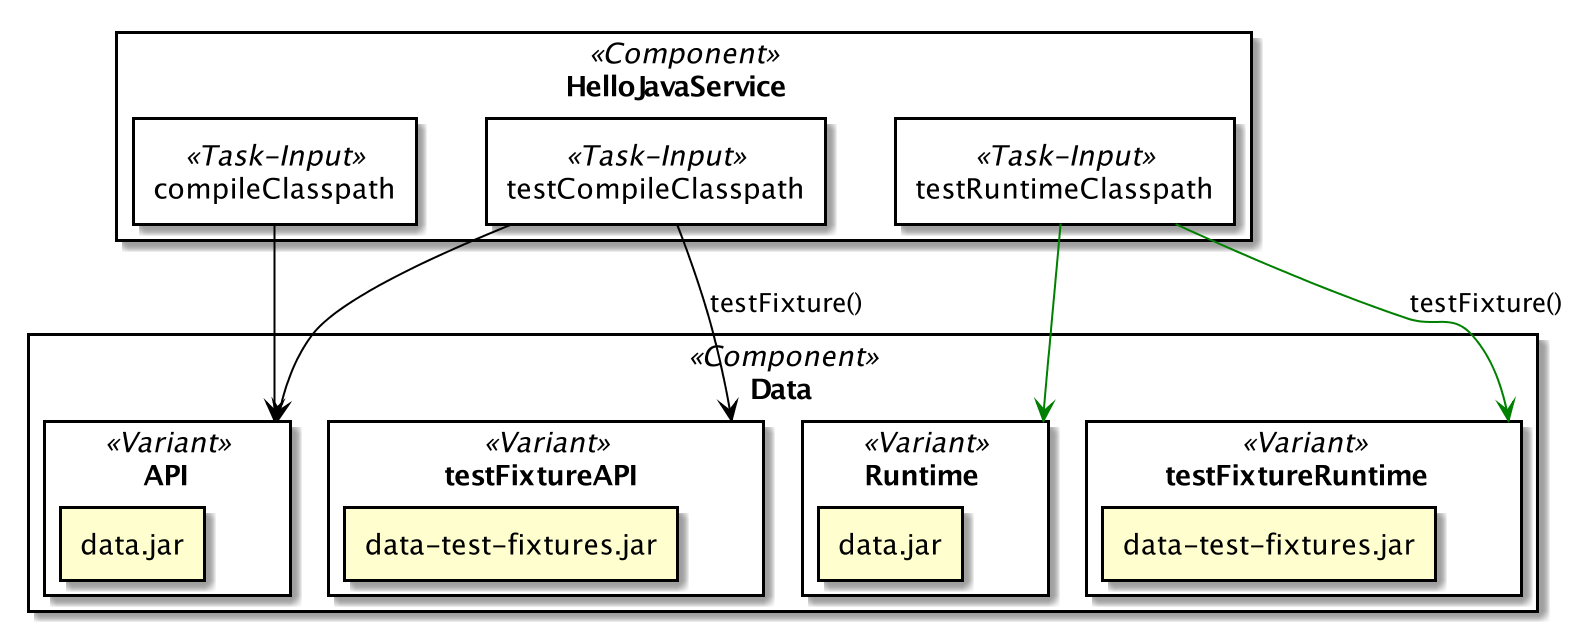 «Component»
HelloJavaService
«Task-Input»
compileClasspath
«Task-Input»
testCompileClasspath
«Task-Input»
testRuntimeClasspath
testFixture()
testFixture()
«Component»
Data
«Variant»
API
data.jar
«Variant»
testFixtureAPI
data-test-fixtures.jar
«Variant»
Runtime
data.jar
«Variant»
testFixtureRuntime
data-test-fixtures.jar